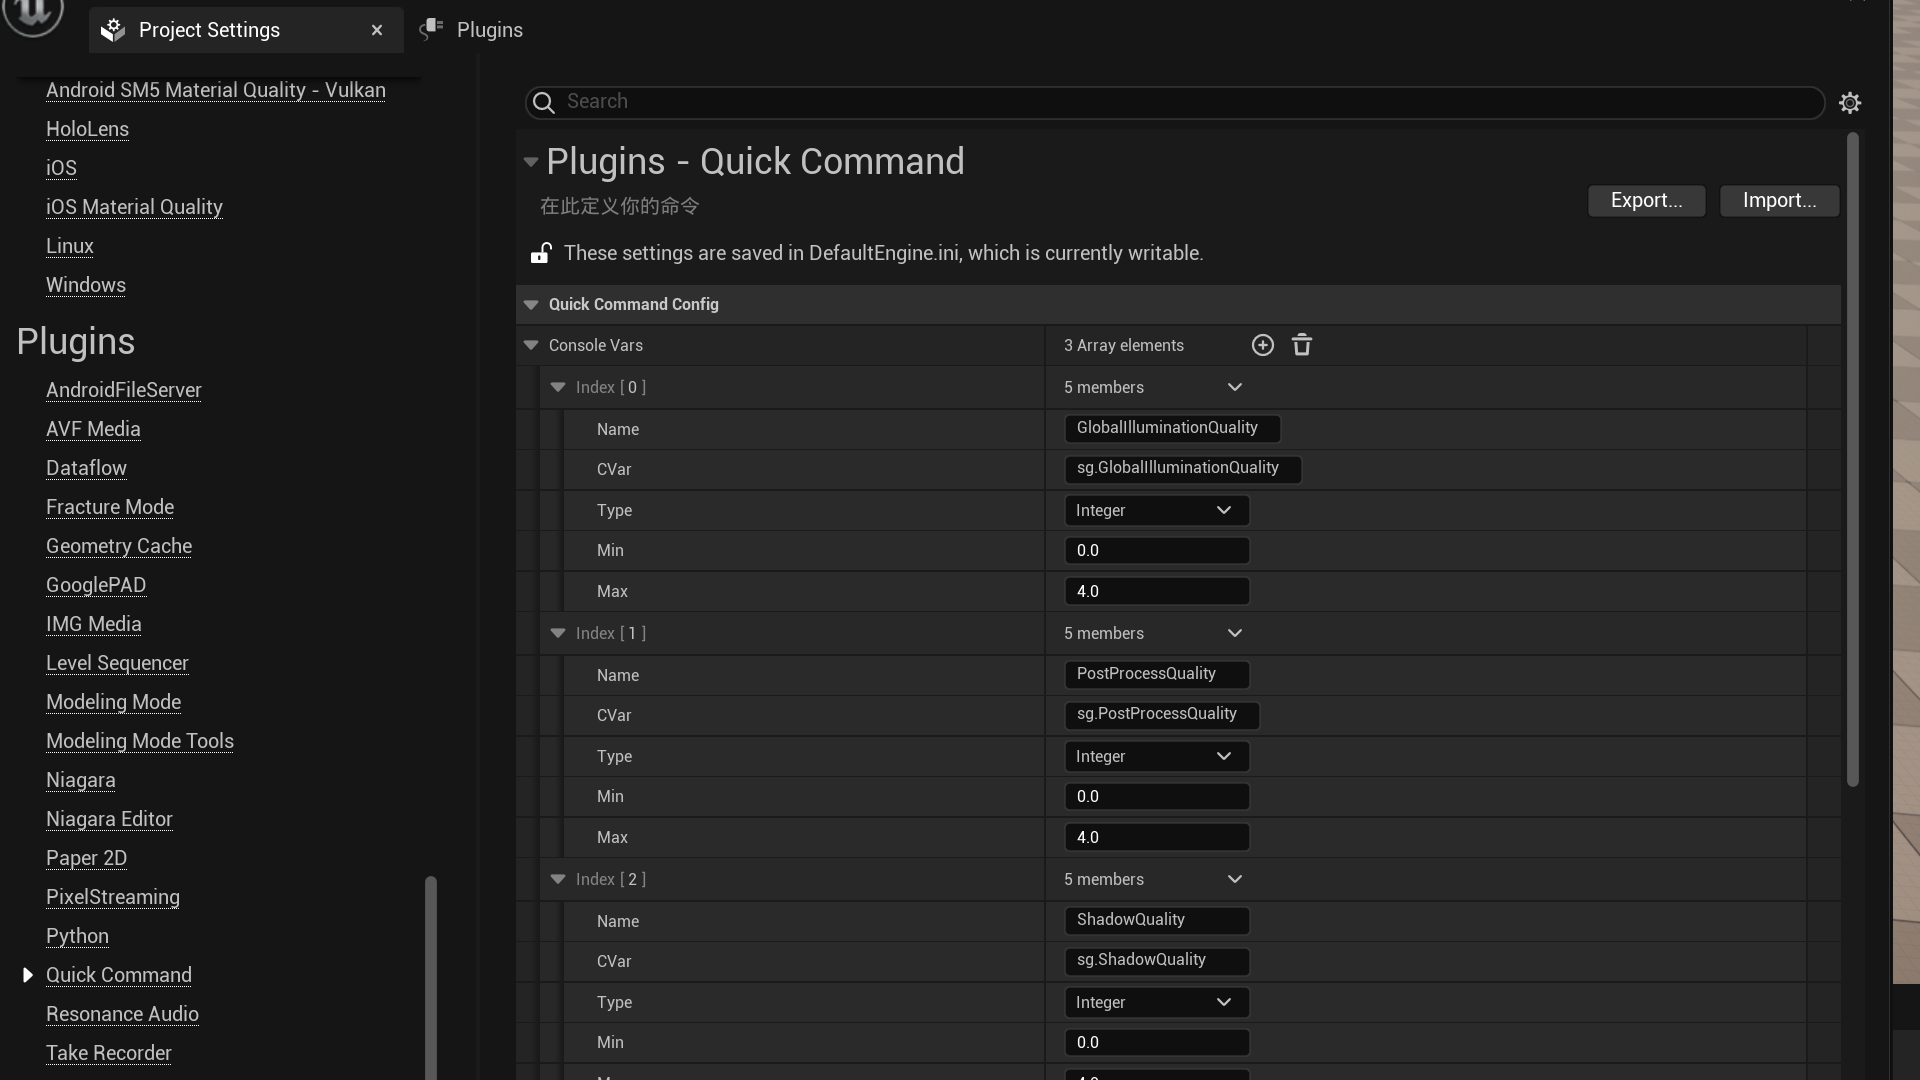 Project Settings
Plugins
Android SM5 Material Quality - Vulkan
HoloLens
iOS
iOS Material Quality
Linux
Windows
Plugins
AndroidFileServer
AVF Media
Dataflow
Fracture Mode
Geometry Cache
GooglePAD
IMG Media
Level Sequencer
Modeling Mode
Modeling Mode Tools
Niagara
Niagara Editor
Paper 2D
PixelStreaming
Python
Quick Command
Resonance Audio
Take Recorder
Search
Plugins - Quick Command
在此定义你的命令
Export...
Import...
These settings are saved in DefaultEngine.ini, which is currently writable.
Quick Command Config
Console Vars
3 Array elements
Index [ 0 ]
5 members
Name
GlobalIlluminationQuality
CVar
sg.GlobalIlluminationQuality
Type
Integer
Min
0.0
Max
4.0
Index [ 1 ]
5 members
Name
PostProcessQuality
CVar
sg.PostProcessQuality
Type
Integer
Min
0.0
Max
4.0
Index [ 2 ]
5 members
Name
ShadowQuality
CVar
sg.ShadowQuality
Type
Integer
Min
0.0